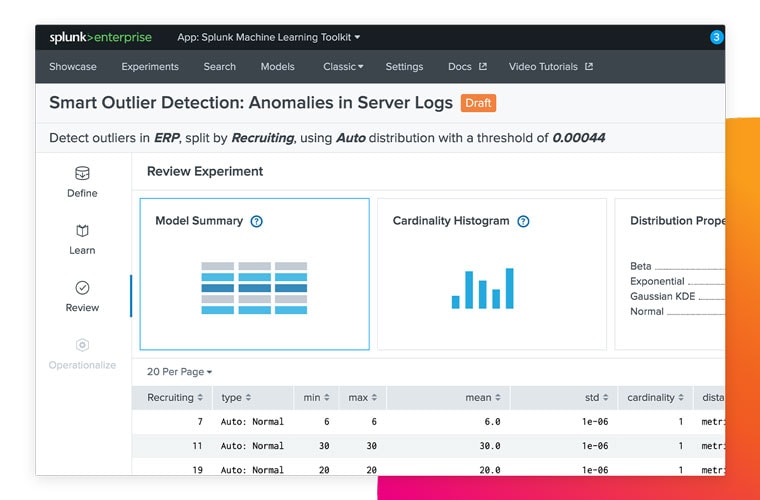 splunk>enterprise App: Splunk Machine Learning Toolkit 3
Showcase Experiments Search Models Classic Settings Docs Video Tutorials
Smart Outlier Detection: Anomalies in Server Logs Draft
Detect outliers in ERP, split by Recruiting, using Auto distribution with a threshold of 0.00044
Define
Learn
Review
Operationalize
Review Experiment
Model Summary ?
Cardinality Histogram ?
Distribution Prope
Beta
Exponential
Gaussian KDE
Normal
20 Per Page
Recruiting type min max mean std cardinality dista
7 Auto: Normal 6 6 6.0 1e-06 1 metr
11 Auto: Normal 30 30 30.0 1e-06 1 metr
19 Auto: Normal 20 20 20.0 1e-06 1 metr